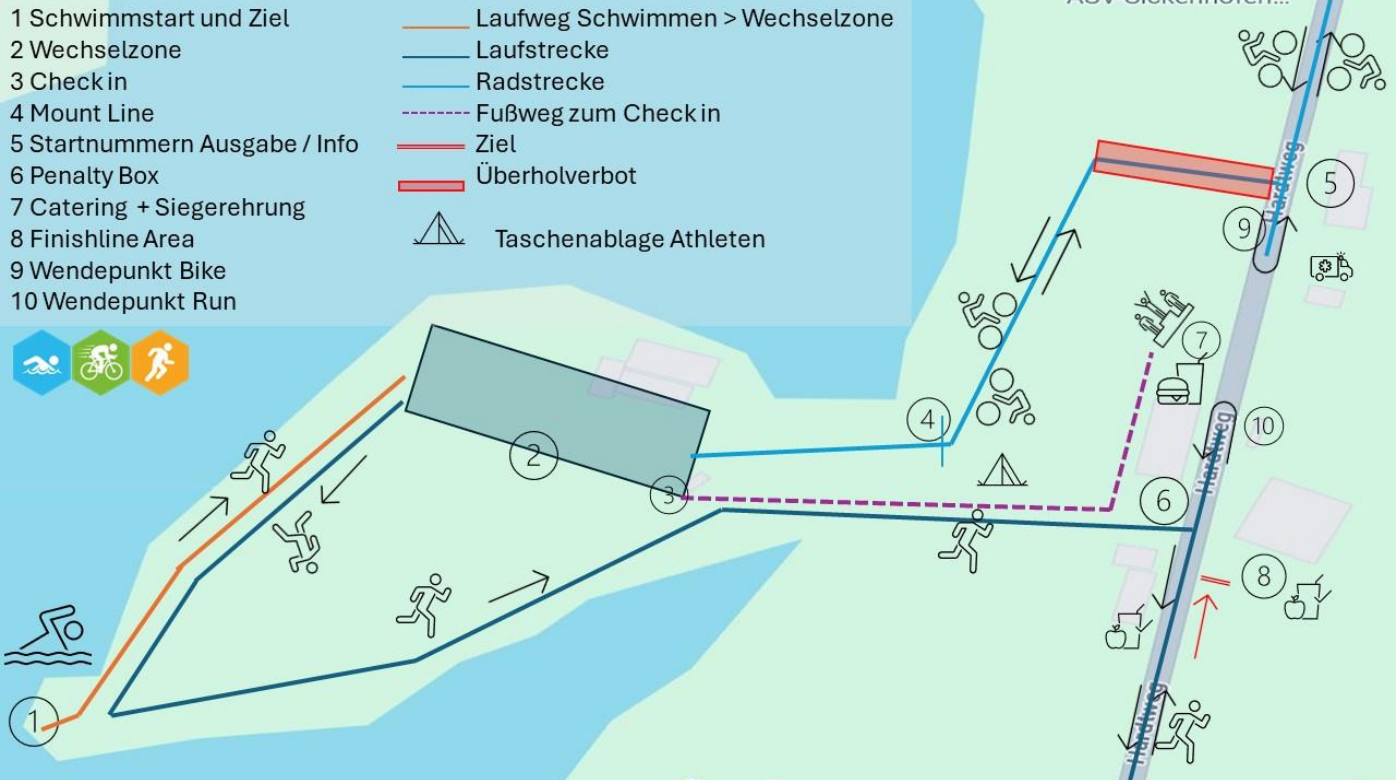 1 Schwimmstart und Ziel
2 Wechselzone
3 Check in
4 Mount Line
5 Startnummern Ausgabe / Info
6 Penalty Box
7 Catering + Siegerehrung
8 Finishline Area
9 Wendepunkt Bike
10 Wendepunkt Run
Laufweg Schwimmen > Wechselzone
Laufstrecke
Radstrecke
Fußweg zum Check in
Ziel
Überholverbot
Taschenablage Athleten
Hardtweg
5
9
7
4
10
Hardtweg
2
3
6
8
1
Hardtweg